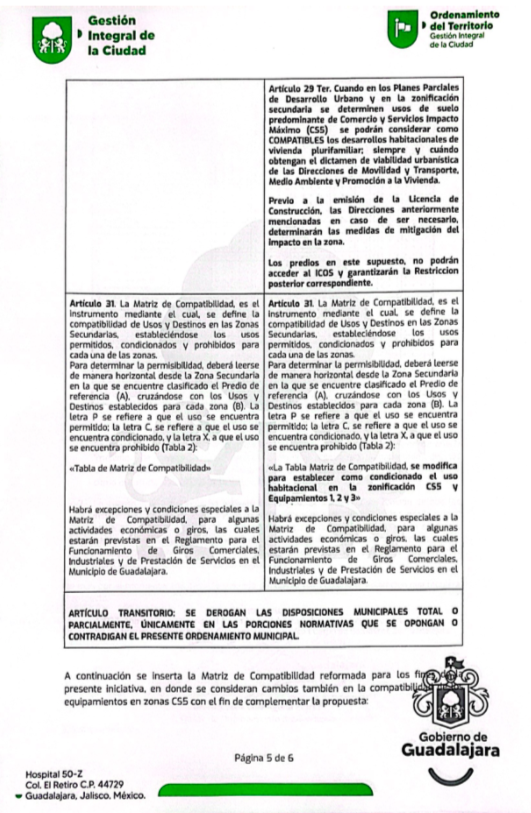 Gestión
Integral de
la Ciudad
Ordenamiento
del Territorio
Gestión Integral
de la Ciudad
Artículo 29 Ter. Cuando en los Planes Parciales
de Desarrollo Urbano y en la zonificación
secundaria se determinen usos de suelo
predominante de Comercio y Servicios Impacto
Máximo (CS5) se podrán considerar como
COMPATIBLES los desarrollos habitacionales de
vivienda plurifamiliar; siempre y cuándo
obtengan el dictamen de viabilidad urbanística
de las Direcciones de Movilidad y Transporte,
Medio Ambiente y Promoción a la Vivienda.
Previo a la emisión de la Licencia de
Construcción, las Direcciones anteriormente
mencionadas en caso de ser necesario,
determinarán las medidas de mitigación del
impacto en la zona.
Los predios en este supuesto, no podrán
acceder al ICOS y garantizarán la Restriccion
posterior correspondiente.
Artículo 31. La Matriz de Compatibilidad, es el
Instrumento mediante el cual, se define la
compatibilidad de Usos y Destinos en las Zonas
Secundarias, estableciéndose los usos
permitidos, condicionados y prohibidos para
cada una de las zonas.
Para determinar la permisibilidad, deberá leerse
de manera horizontal desde la Zona Secundaria
en la que se encuentre clasificado el Predio de
referencia (A), cruzándose con los Usos y
Destinos establecidos para cada zona (B). La
letra P se refiere a que el uso se encuentra
permitido; la letra C, se refiere a que el uso se
encuentra condicionado, y la letra X, a que el uso
se encuentra prohibido (Tabla 2):
«Tabla de Matriz de Compatibilidad»
Habrá excepciones y condiciones especiales a la
Matriz de Compatibilidad, para algunas
actividades económicas o giros, las cuales
estarán previstas en el Reglamento para el
Funcionamiento de Giros Comerciales,
Industriales y de Prestación de Servicios en el
Municipio de Guadalajara.
Artículo 31. La Matriz de Compatibilidad, es el
Instrumento mediante el cual, se define la
compatibilidad de Usos y Destinos en las Zonas
Secundarias, estableciéndose los usos
permitidos, condicionados y prohibidos para
cada una de las zonas.
Para determinar la permisibilidad, deberá leerse
de manera horizontal desde la Zona Secundaria
en la que se encuentre clasificado el Predio de
referencia (A), cruzándose con los Usos y
Destinos establecidos para cada zona (B). La
letra P se refiere a que el uso se encuentra
permitido; la letra C, se refiere a que el uso se
encuentra condicionado, y la letra X, a que el uso
se encuentra prohibido (Tabla 2):
«La Tabla Matriz de Compatibilidad, se modifica
para establecer como condicionado el uso
habitacional en la zonificación CS5 y
Equipamientos 1, 2 y 3»
Habrá excepciones y condiciones especiales a la
Matriz de Compatibilidad, para algunas
actividades económicas o giros, las cuales
estarán previstas en el Reglamento para el
Funcionamiento de Giros Comerciales,
Industriales y de Prestación de Servicios en el
Municipio de Guadalajara.
ARTÍCULO TRANSITORIO: SE DEROGAN LAS DISPOSICIONES MUNICIPALES TOTAL O
PARCIALMENTE, ÚNICAMENTE EN LAS PORCIONES NORMATIVAS QUE SE OPONGAN O
CONTRADIGAN EL PRESENTE ORDENAMIENTO MUNICIPAL.
A continuación se inserta la Matriz de Compatibilidad reformada para los
presente iniciativa, en donde se consideran cambios también en la
equipamientos en zonas CS5 con el fin de complementar la propuesta:
Gobierno de
Guadalajara
Página 5 de 6
Hospital 50-Z
Col. El Retiro C.P. 44729
Guadalajara, Jalisco. México.